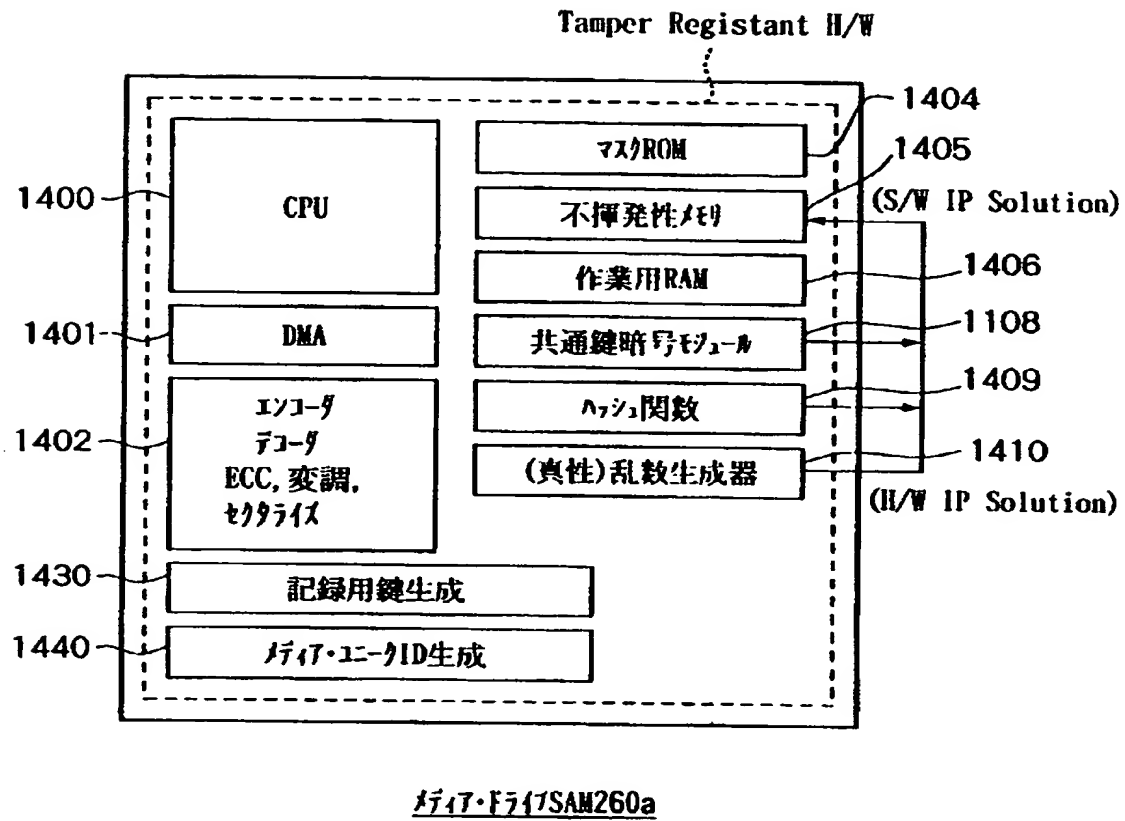 Tamper Registant H/W
1404
マスクROM
1405
1400
CPU
不揮発性メモリ
(S/W IP Solution)
作業用RAM
1406
1401
DMA
共通鍵暗号モジュール
1108
エンコーダ
ハッシュ関数
1409
1402
デコーダ
ECC, 変調,
セクタライズ
(真性)乱数生成器
1410
(H/W IP Solution)
1430
記録用鍵生成
1440
メディア・ユニークID生成
メディア・ドライブSAM260a